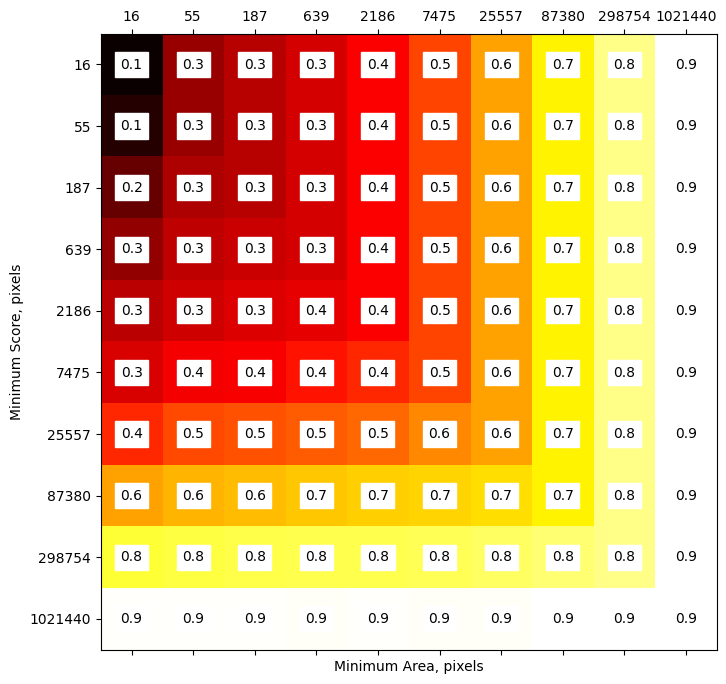 16 55 187 639 2186 7475 25557 87380 298754 1021440
16 0.1 0.3 0.3 0.3 0.4 0.5 0.6 0.7 0.8 0.9
55 0.1 0.3 0.3 0.3 0.4 0.5 0.6 0.7 0.8 0.9
187 0.2 0.3 0.3 0.3 0.4 0.5 0.6 0.7 0.8 0.9
639 0.3 0.3 0.3 0.3 0.4 0.5 0.6 0.7 0.8 0.9
2186 0.3 0.3 0.3 0.4 0.4 0.5 0.6 0.7 0.8 0.9
7475 0.3 0.4 0.4 0.4 0.4 0.5 0.6 0.7 0.8 0.9
25557 0.4 0.5 0.5 0.5 0.5 0.6 0.6 0.7 0.8 0.9
87380 0.6 0.6 0.6 0.7 0.7 0.7 0.7 0.7 0.8 0.9
298754 0.8 0.8 0.8 0.8 0.8 0.8 0.8 0.8 0.8 0.9
1021440 0.9 0.9 0.9 0.9 0.9 0.9 0.9 0.9 0.9 0.9
Minimum Score, pixels
Minimum Area, pixels